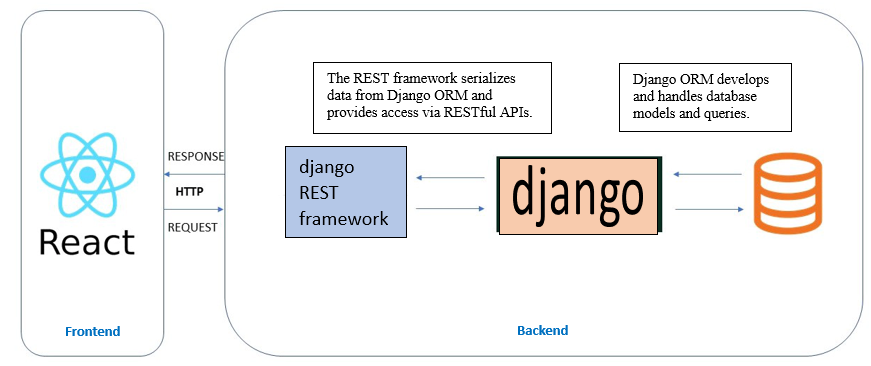 The REST framework serializes
data from Django ORM and
provides access via RESTful APIs.
Django ORM develops
and handles database
models and queries.
RESPONSE
HTTP
REQUEST
React
django
REST
framework
django
Frontend
Backend